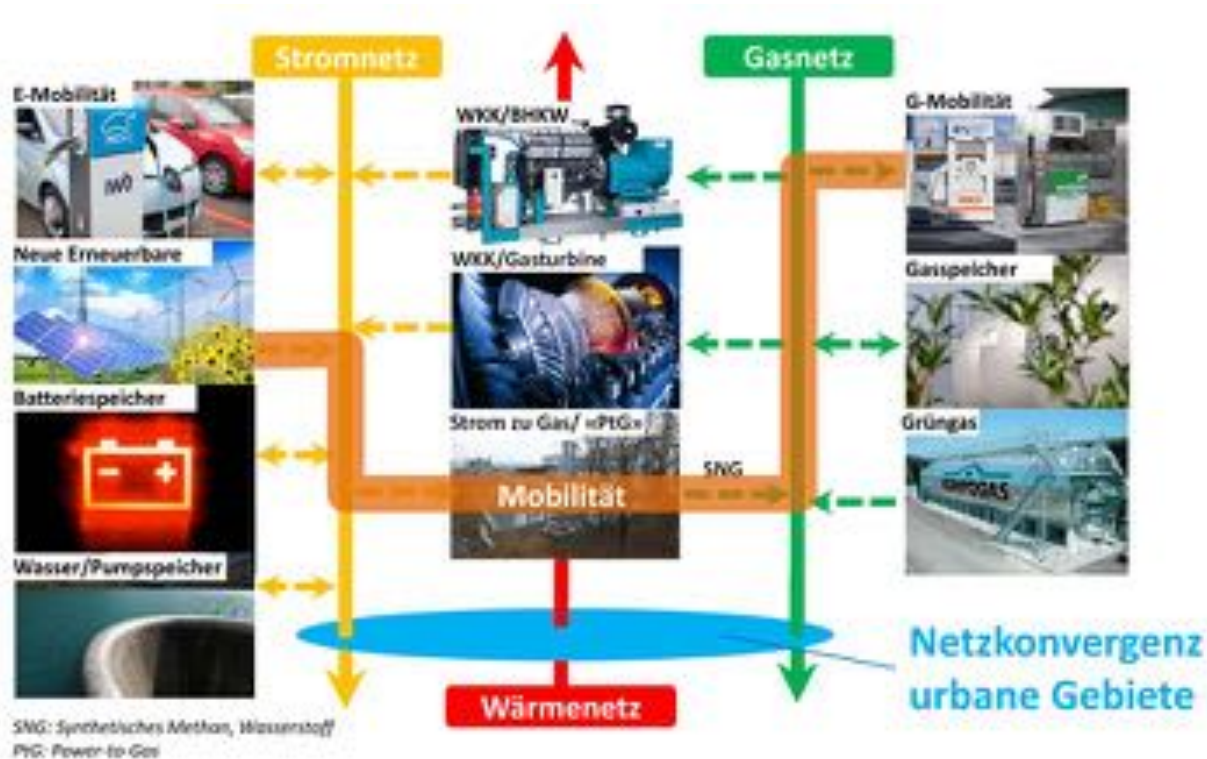 Stromnetz
Gasnetz
E-Mobilität
WKK/BHKW
G-Mobilität
IWB
Neue Erneuerbare
WKK/Gasturbine
Gasspeicher
Batteriespeicher
Strom zu Gas/ «PtG»
Grüngas
SNG
Mobilität
Wasser/Pumpspeicher
Netzkonvergenz
urbane Gebiete
Wärmenetz
SNG: Synthetisches Methan, Wasserstoff
PtG: Power-to-Gas